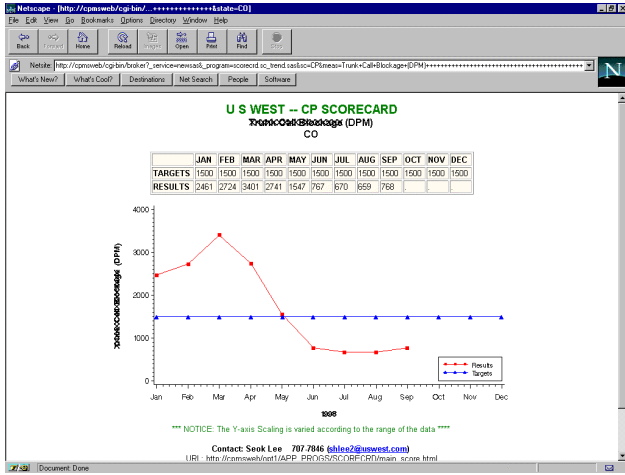 Netscape - [http://cpmsweb/cgi-bin/...++++++++++++++&state=CO]
File Edit View Go Bookmarks Options Directory Window Help
Back Forward Home Reload Images Open Print Find Stop
Netsite: http://cpmsweb/cgi-bin/broker?_service=newsas&_program=scorecrd.sc_trend.sas&sc=CP&meas=Trunk+Call+Blockage+(DPM)++++++++++++++++++++++++++++++++++++++++
What's New? What's Cool? Destinations Net Search People Software
N
U S WEST -- CP SCORECARD
Trunk Call Blockage (DPM)
CO
JAN FEB MAR APR MAY JUN JUL AUG SEP OCT NOV DEC
TARGETS 1500 1500 1500 1500 1500 1500 1500 1500 1500 1500 1500 1500
RESULTS 2461 2724 3401 2741 1547 767 670 659 768 . . .
4000
3000
2000
1000
0
(DPM)
Jan Feb Mar Apr May Jun Jul Aug Sep Oct Nov Dec
1998
Results
Targets
*** NOTICE: The Y-axis Scaling is varied according to the range of the data ****
Contact: Seok Lee 707-7846 (shlee2@uswest.com)
URL: http://cpmsweb/opt1/APP_PROGS/SCORECRD/main_score.html
Document: Done